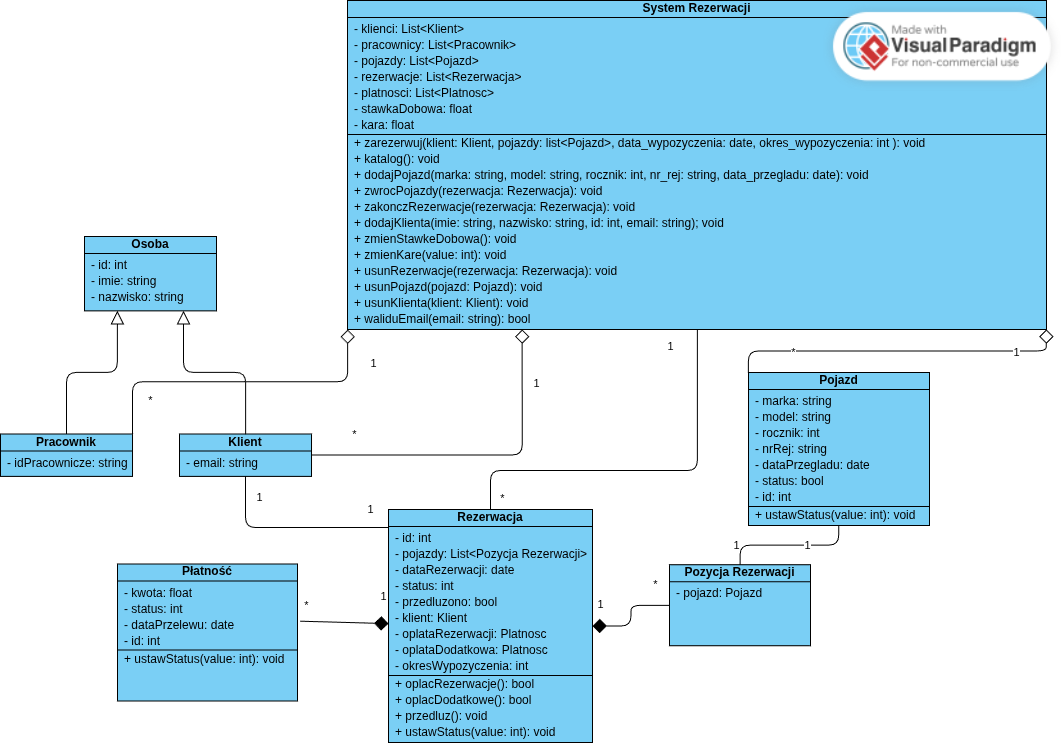 System Rezerwacji
- klienci: List<Klient>
- pracownicy: List<Pracownik>
- pojazdy: List<Pojazd>
- rezerwacje: List<Rezerwacja>
- platnosci: List<Platnosc>
- stawkaDobowa: float
- kara: float
Made with
Visual Paradigm
For non-commercial use
+ zarezerwuj(klient: Klient, pojazdy: list<Pojazd>, data_wypozyczenia: date, okres_wypozyczenia: int ): void
+ katalog(): void
+ dodajPojazd(marka: string, model: string, rocznik: int, nr_rej: string, data_przegladu: date): void
+ zwrocPojazdy(rezerwacja: Rezerwacja): void
+ zakonczRezerwacje(rezerwacja: Rezerwacja): void
+ dodajKlienta(imie: string, nazwisko: string, id: int, email: string); void
+ zmienStawkeDobowa(): void
+ zmienKare(value: int): void
+ usunRezerwacje(rezerwacja: Rezerwacja): void
+ usunPojazd(pojazd: Pojazd): void
+ usunKlienta(klient: Klient): void
+ waliduEmail(email: string): bool
Osoba
- id: int
- imie: string
- nazwisko: string
1
*
1
*
1
*
*
1
Pracownik
- idPracownicze: string
Klient
- email: string
Pojazd
- marka: string
- model: string
- rocznik: int
- nrRej: string
- dataPrzegladu: date
- status: bool
- id: int
+ ustawStatus(value: int): void
1
1
1
1
Rezerwacja
- id: int
- pojazdy: List<Pozycja Rezerwacji>
- dataRezerwacji: date
- status: int
- przedluzono: bool
- klient: Klient
- oplataRezerwacji: Platnosc
- oplataDodatkowa: Platnosc
- okresWypozyczenia: int
+ oplacRezerwacje(): bool
+ oplacDodatkowe(): bool
+ przedluz(): void
+ ustawStatus(value: int): void
Płatność
- kwota: float
- status: int
- dataPrzelewu: date
- id: int
+ ustawStatus(value: int): void
*
1
1
*
Pozycja Rezerwacji
- pojazd: Pojazd